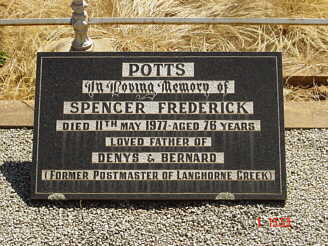 POTTS
In Loving Memory of
SPENCER FREDERICK
DIED 11TH MAY 1977-AGED 76 YEARS
LOVED FATHER OF
DENYS & BERNARD
(FORMER POSTMASTER OF LANGHORNE CREEK)